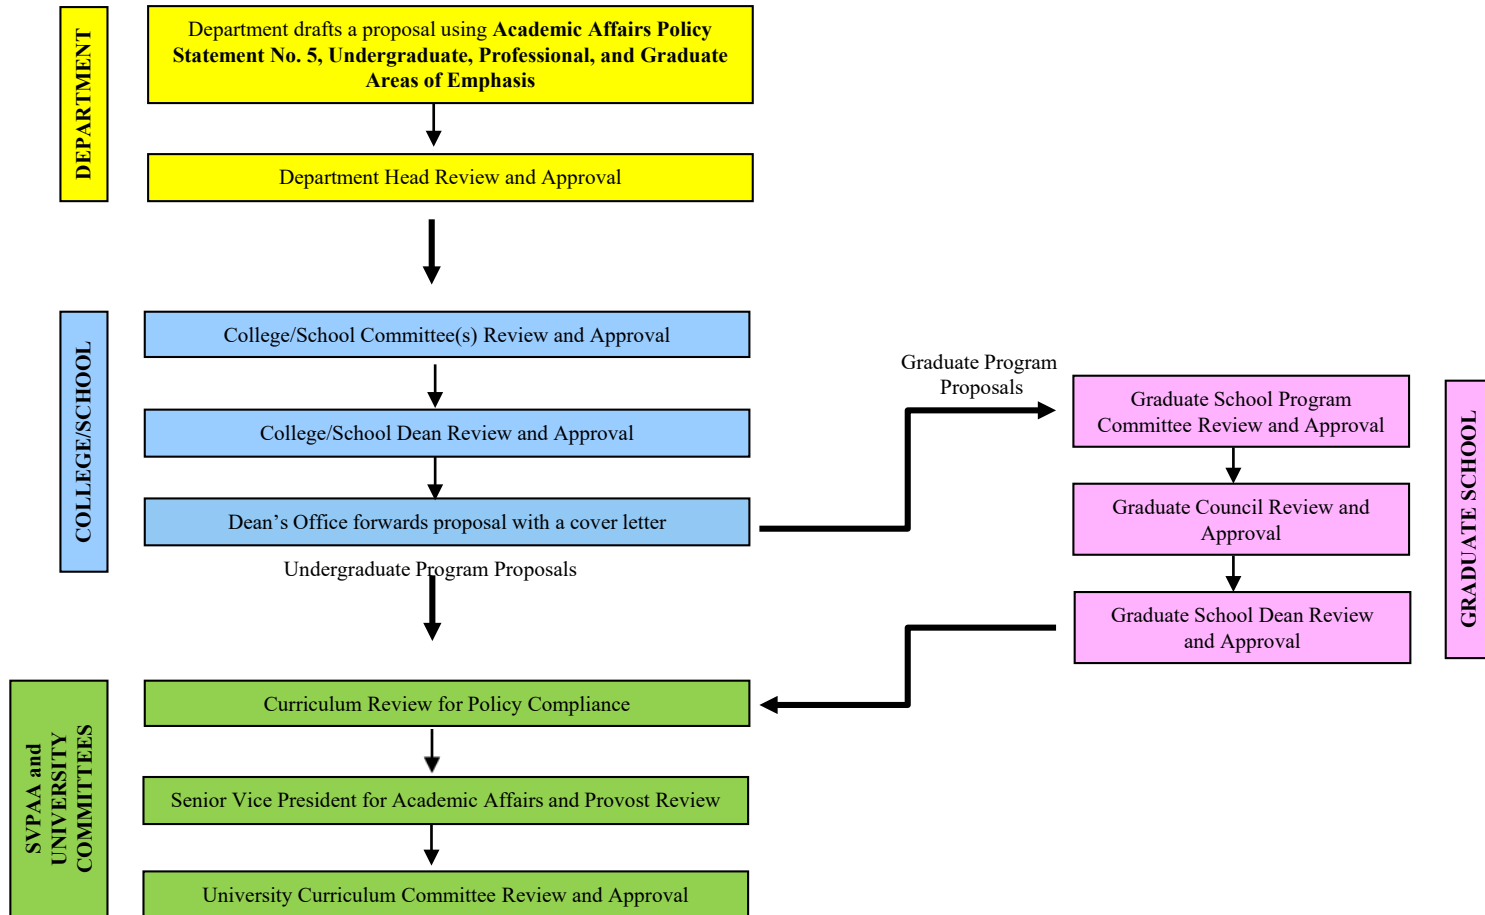 DEPARTMENT
Department drafts a proposal using Academic Affairs Policy
Statement No. 5, Undergraduate, Professional, and Graduate
Areas of Emphasis
Department Head Review and Approval
COLLEGE/SCHOOL
College/School Committee(s) Review and Approval
College/School Dean Review and Approval
Dean’s Office forwards proposal with a cover letter
Undergraduate Program Proposals
Graduate Program
Proposals
Graduate School Program
Committee Review and Approval
Graduate Council Review and
Approval
Graduate School Dean Review
and Approval
GRADUATE SCHOOL
SVPAA and
UNIVERSITY
COMMITTEES
Curriculum Review for Policy Compliance
Senior Vice President for Academic Affairs and Provost Review
University Curriculum Committee Review and Approval